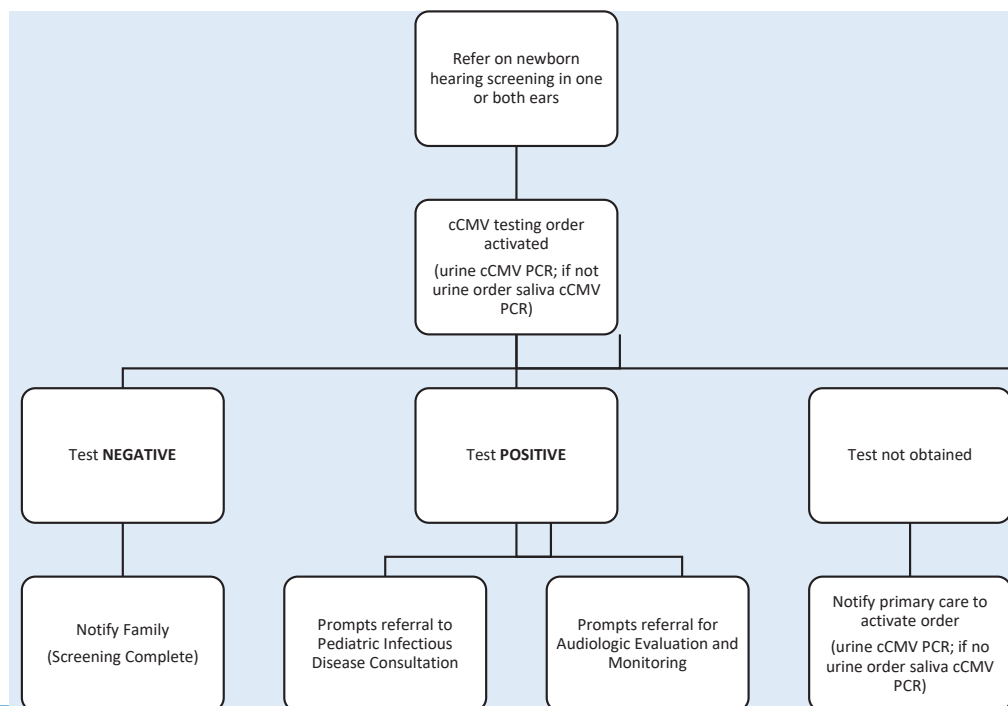 Refer on newborn
hearing screening in one
or both ears
cCMV testing order
activated
(urine cCMV PCR; if not
urine order saliva cCMV
PCR)
Test NEGATIVE
Test POSITIVE
Test not obtained
Notify Family
(Screening Complete)
Prompts referral to
Pediatric Infectious
Disease Consultation
Prompts referral for
Audiologic Evaluation and
Monitoring
Notify primary care to
activate order
(urine cCMV PCR; if no
urine order saliva cCMV
PCR)